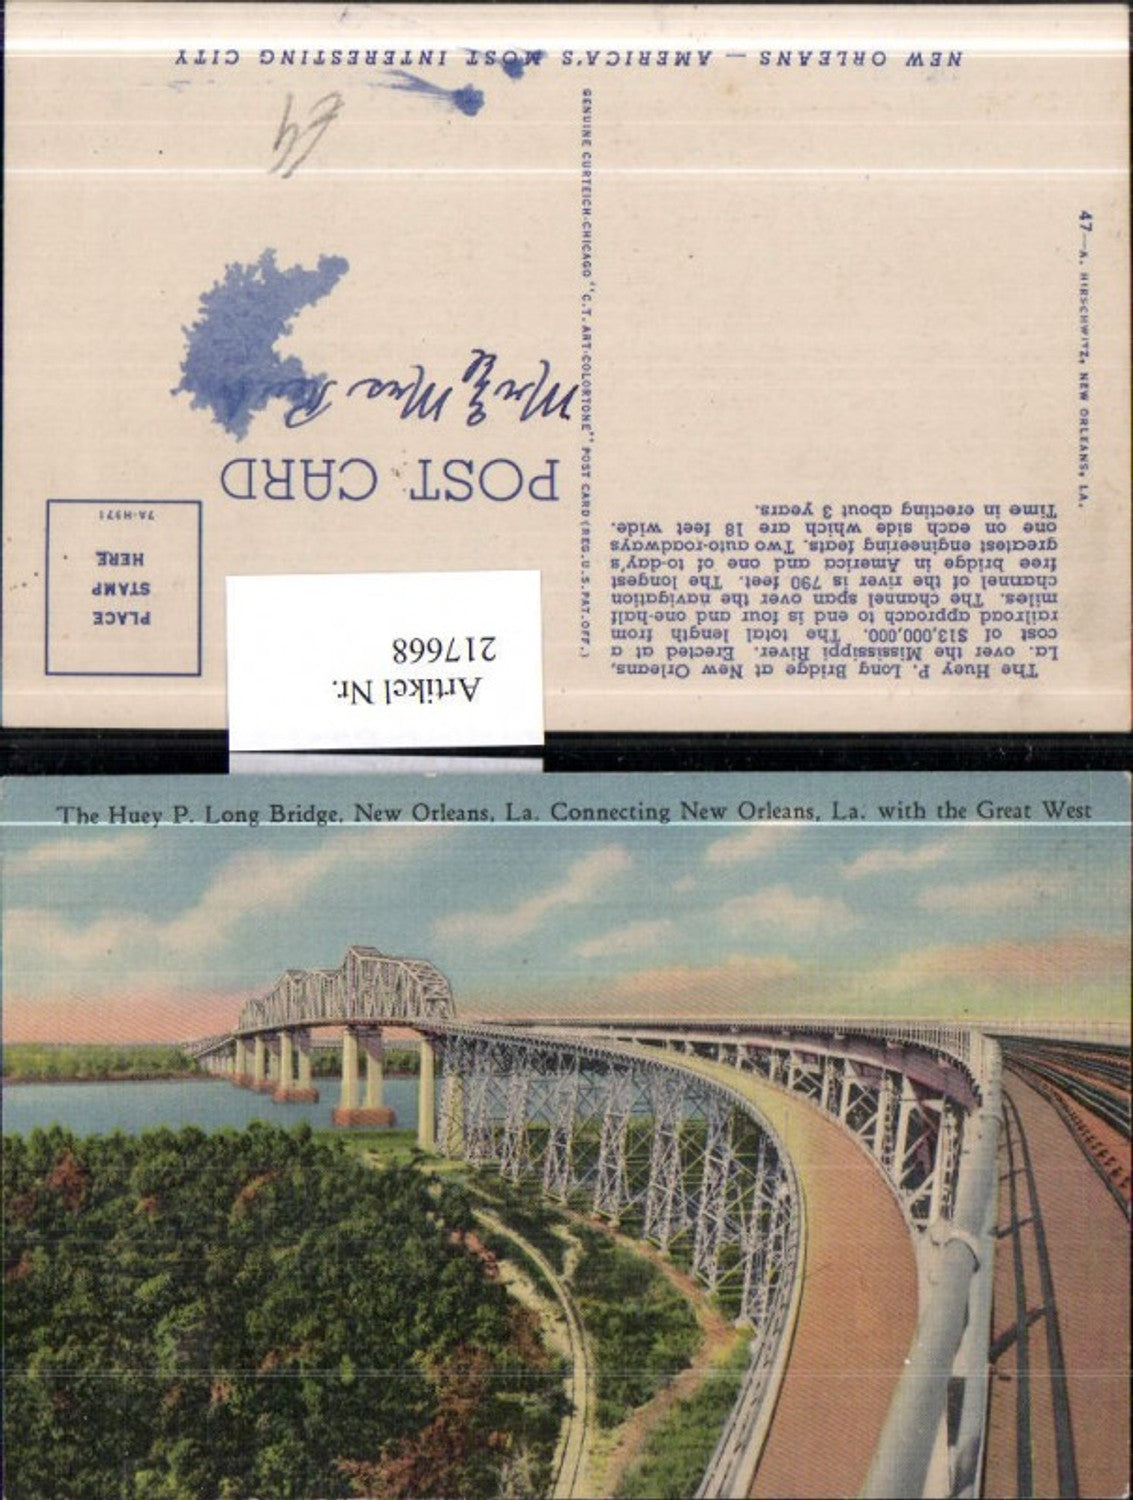 NEW ORLEANS — AMERICA'S MOST INTERESTING CITY
64
GENUINE CURTEICH-CHICAGO "C.T. ART-COLORTONE" POST CARD (REG. U.S. PAT. OFF.)
47—A. HIRSCHWITZ, NEW ORLEANS, LA.
Mr & Mrs
POST CARD
PLACE
STAMP
HERE
7A-H971
The Huey P. Long Bridge at New Orleans,
La. over the Mississippi River. Erected at a
cost of $13,000,000. The total length from
railroad approach to end is four and one-half
miles. The channel span over the navigation
channel of the river is 790 feet. The longest
free bridge in America and one of to-day's
greatest engineering feats. Two auto-roadways
one on each side which are 18 feet wide.
Time in erecting about 3 years.
Artikel Nr.
217668
The Huey P. Long Bridge, New Orleans, La. Connecting New Orleans, La. with the Great West